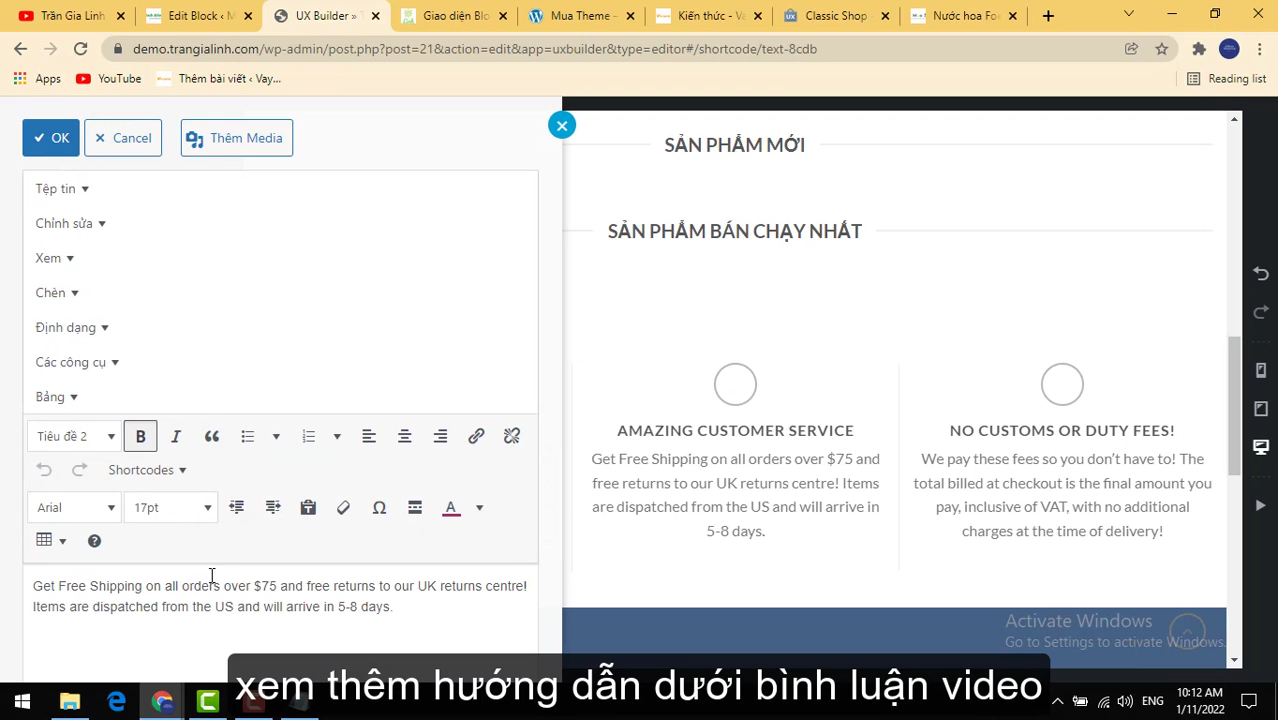 Trần Gia Linh
Edit Block ‹ M
UX Builder » T
Giao diện Blo
Mua Theme –
Kiến thức - Va
Classic Shop
Nước hoa Fo
demo.trangialinh.com/wp-admin/post.php?post=21&action=edit&app=uxbuilder&type=editor#/shortcode/text-8cdb
Apps
YouTube
Thêm bài viết ‹ Vay...
Reading list
OK
Cancel
Thêm Media
Tệp tin
Chỉnh sửa
Xem
Chèn
Định dạng
Các công cụ
Bảng
Tiêu đề 2
B
I
Shortcodes
Arial
17pt
A
Get Free Shipping on all orders over $75 and free returns to our UK returns centre!
Items are dispatched from the US and will arrive in 5-8 days.
SẢN PHẨM MỚI
SẢN PHẨM BÁN CHẠY NHẤT
AMAZING CUSTOMER SERVICE
Get Free Shipping on all orders over $75 and
free returns to our UK returns centre! Items
are dispatched from the US and will arrive in
5-8 days.
NO CUSTOMS OR DUTY FEES!
We pay these fees so you don't have to! The
total billed at checkout is the final amount you
pay, inclusive of VAT, with no additional
charges at the time of delivery!
Activate Windows
Go to Settings to activate Windows.
xem thêm hướng dẫn dưới bình luận video
ENG
10:12 AM
1/11/2022